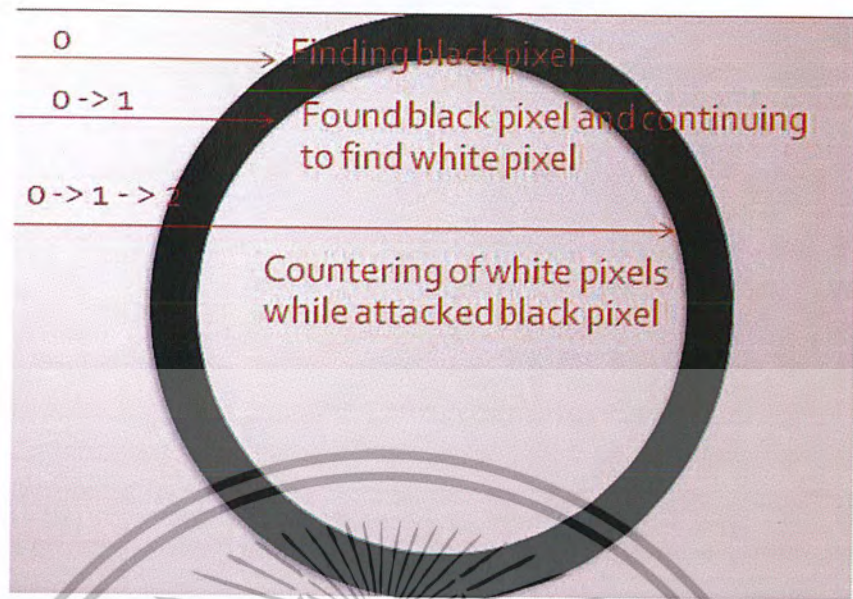 0
Finding black pixel
0 -> 1
Found black pixel and continuing
to find white pixel
0 -> 1 -> 2
Countering of white pixels
while attacked black pixel